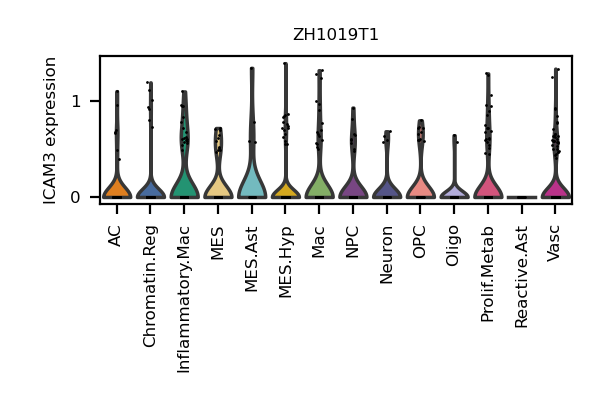 ZH1019T1
ICAM3 expression
1
0
AC
Chromatin.Reg
Inflammatory.Mac
MES
MES.Ast
MES.Hyp
Mac
NPC
Neuron
OPC
Oligo
Prolif.Metab
Reactive.Ast
Vasc